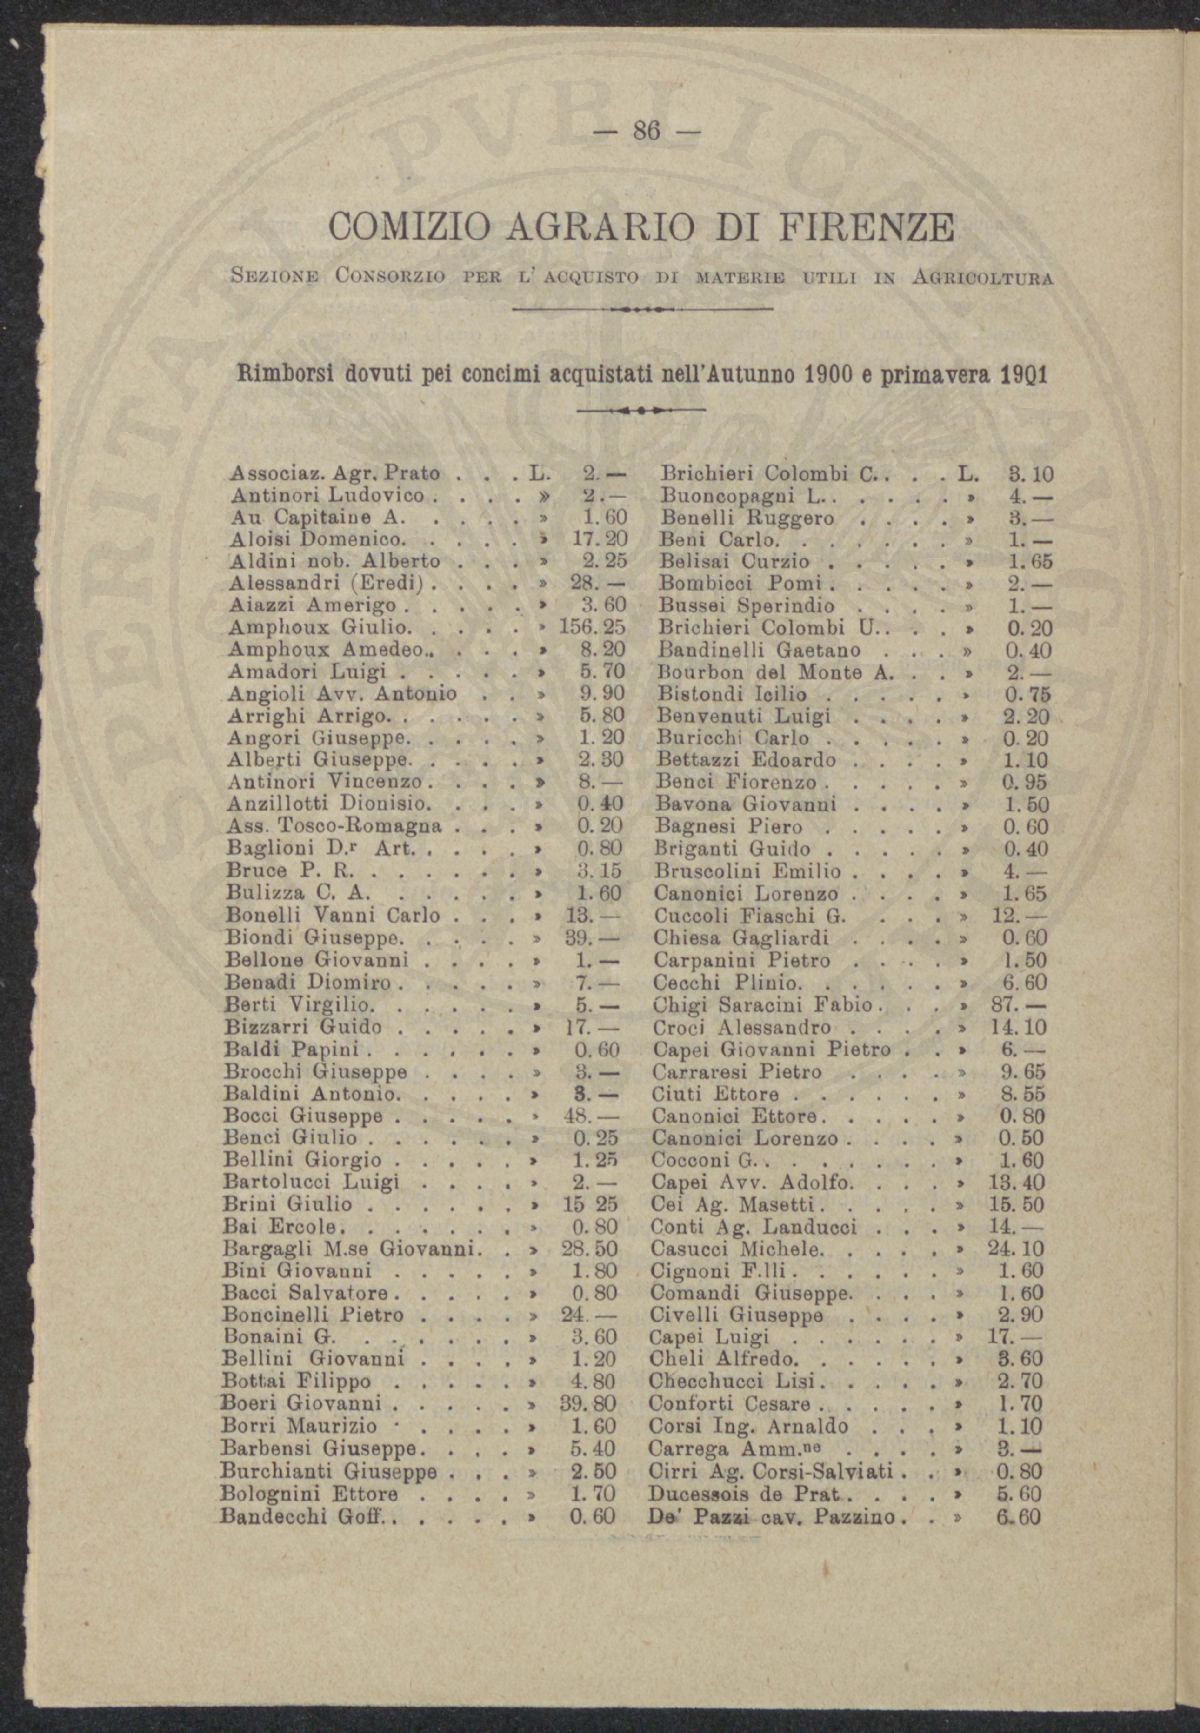 — 86 —
COMIZIO AGRARIO DI FIRENZE
SEZIONE CONSORZIO PER L' ACQUISTO DI MATERIE UTILI IN AGRICOLTURA
Rimborsi dovuti pei concimi acquistati nell'Autunno 1900 e primavera 1901
Associaz. Agr. Prato . . . L. 2. —
Antinori Ludovico . . . . » 2. —
Au Capitaine A. . . . . » 1.60
Aloisi Domenico. . . . . » 17.20
Aldini nob. Alberto . . . » 2.25
Alessandri (Eredi) . . . . » 28. —
Aiazzi Amerigo . . . . . » 3.60
Amphoux Giulio. . . . . » 156.25
Amphoux Amedeo.. . . . » 8.20
Amadori Luigi . . . . . » 5.70
Angioli Avv. Antonio . . » 9.90
Arrighi Arrigo. . . . . . » 5.80
Angori Giuseppe. . . . . » 1.20
Alberti Giuseppe. . . . . » 2.30
Antinori Vincenzo . . . . » 8. —
Anzillotti Dionisio. . . . » 0.40
Ass. Tosco-Romagna . . . » 0.20
Baglioni D.r Art. . . . . » 0.80
Bruce P. R. . . . . . . » 3.15
Bulizza C. A. . . . . . » 1.60
Bonelli Vanni Carlo . . . » 13. —
Biondi Giuseppe. . . . . » 39. —
Bellone Giovanni . . . . » 1. —
Benadi Diomiro . . . . . » 7. —
Berti Virgilio. . . . . . » 5. —
Bizzarri Guido . . . . . » 17. —
Baldi Papini . . . . . . » 0.60
Brocchi Giuseppe . . . . » 3. —
Baldini Antonio. . . . . » 3. —
Bocci Giuseppe . . . . . » 48. —
Benci Giulio . . . . . . » 0.25
Bellini Giorgio . . . . . » 1.25
Bartolucci Luigi . . . . » 2. —
Brini Giulio . . . . . . » 15 25
Bai Ercole. . . . . . . » 0.80
Bargagli M.se Giovanni. . » 28.50
Bini Giovanni . . . . . » 1.80
Bacci Salvatore . . . . . » 0.80
Boncinelli Pietro . . . . » 24. —
Bonaini G. . . . . . . » 3.60
Bellini Giovanni . . . . » 1.20
Bottai Filippo . . . . . » 4.80
Boeri Giovanni . . . . . » 39.80
Borri Maurizio . . . . . » 1.60
Barbensi Giuseppe. . . . » 5.40
Burchianti Giuseppe . . . » 2.50
Bolognini Ettore . . . . » 1.70
Bandecchi Goff. . . . . . » 0.60
Brichieri Colombi C. . . . L. 3.10
Buoncopagni L. . . . . . » 4. —
Benelli Ruggero . . . . » 3. —
Beni Carlo. . . . . . . » 1. —
Belisai Curzio . . . . . » 1.65
Bombicci Pomi . . . . . » 2. —
Bussei Sperindio . . . . » 1. —
Brichieri Colombi U. . . . » 0.20
Bandinelli Gaetano . . . » 0.40
Bourbon del Monte A. . . » 2. —
Bistondi Icilio . . . . . » 0.75
Benvenuti Luigi . . . . » 2.20
Buricchi Carlo . . . . . » 0.20
Bettazzi Edoardo . . . . » 1.10
Benci Fiorenzo . . . . . » 0.95
Bavona Giovanni . . . . » 1.50
Bagnesi Piero . . . . . » 0.60
Briganti Guido . . . . . » 0.40
Bruscolini Emilio . . . . » 4. —
Canonici Lorenzo . . . . » 1.65
Cuccoli Fiaschi G. . . . » 12. —
Chiesa Gagliardi . . . . » 0.60
Carpanini Pietro . . . . » 1.50
Cecchi Plinio. . . . . . » 6.60
Chigi Saracini Fabio . . . » 87. —
Croci Alessandro . . . . » 14.10
Capei Giovanni Pietro . . » 6. —
Carraresi Pietro . . . . » 9.65
Ciuti Ettore . . . . . . » 8.55
Canonici Ettore. . . . . » 0.80
Canonici Lorenzo . . . . » 0.50
Cocconi G. . . . . . . . » 1.60
Capei Avv. Adolfo. . . . » 13.40
Cei Ag. Masetti. . . . . » 15.50
Conti Ag. Landucci . . . » 14. —
Casucci Michele. . . . . » 24.10
Cignoni F.lli . . . . . . » 1.60
Comandi Giuseppe. . . . » 1.60
Civelli Giuseppe . . . . » 2.90
Capei Luigi . . . . . . » 17. —
Cheli Alfredo. . . . . . » 3.60
Checchucci Lisi. . . . . » 2.70
Conforti Cesare . . . . . » 1.70
Corsi Ing. Arnaldo . . . » 1.10
Carrega Amm.ne . . . . » 3. —
Cirri Ag. Corsi-Salviati . . » 0.80
Ducessois de Prat . . . . » 5.60
De' Pazzi cav. Pazzino . . » 6.60